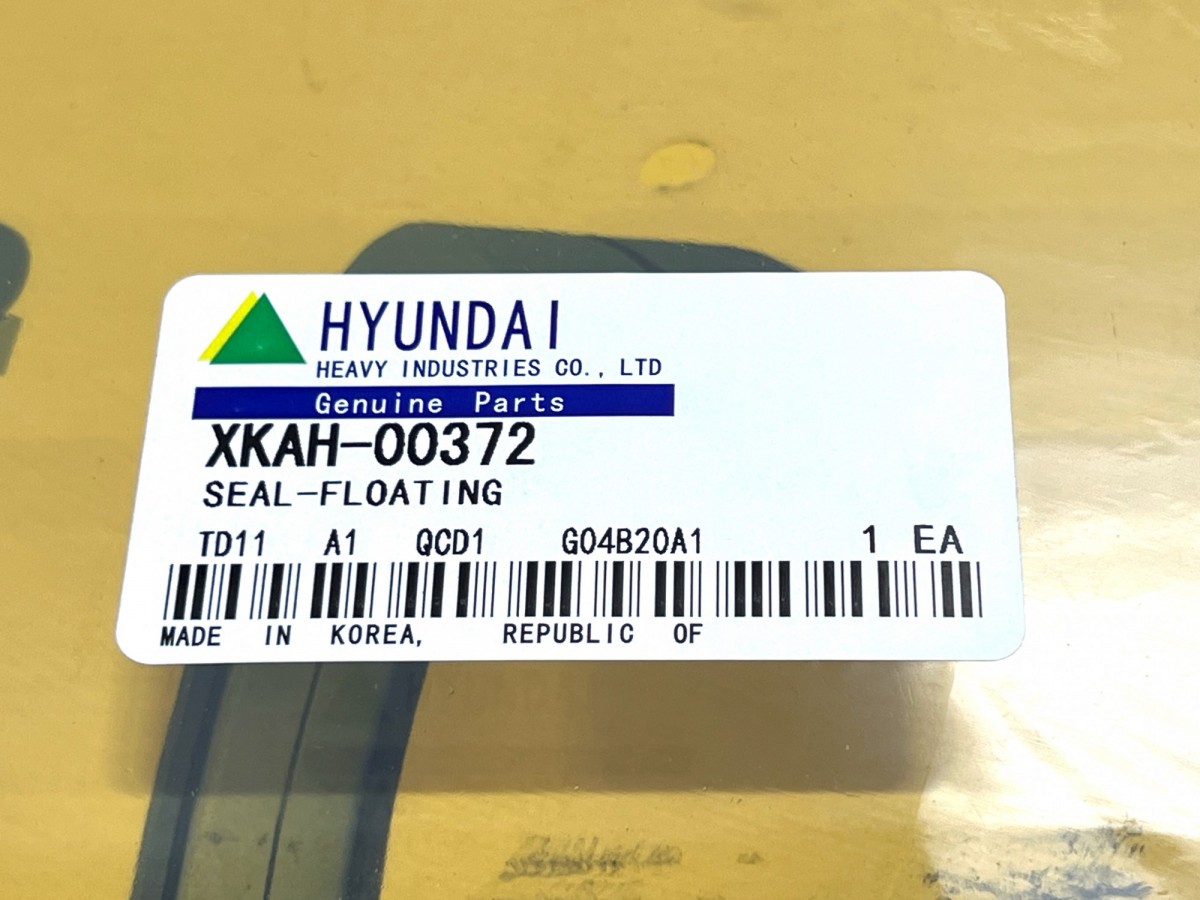 HYUNDAI
HEAVY INDUSTRIES CO., LTD
Genuine Parts
XKAH-00372
SEAL-FLOATING
TD11 A1 QCD1 G04B20A1 1 EA
MADE IN KOREA, REPUBLIC OF